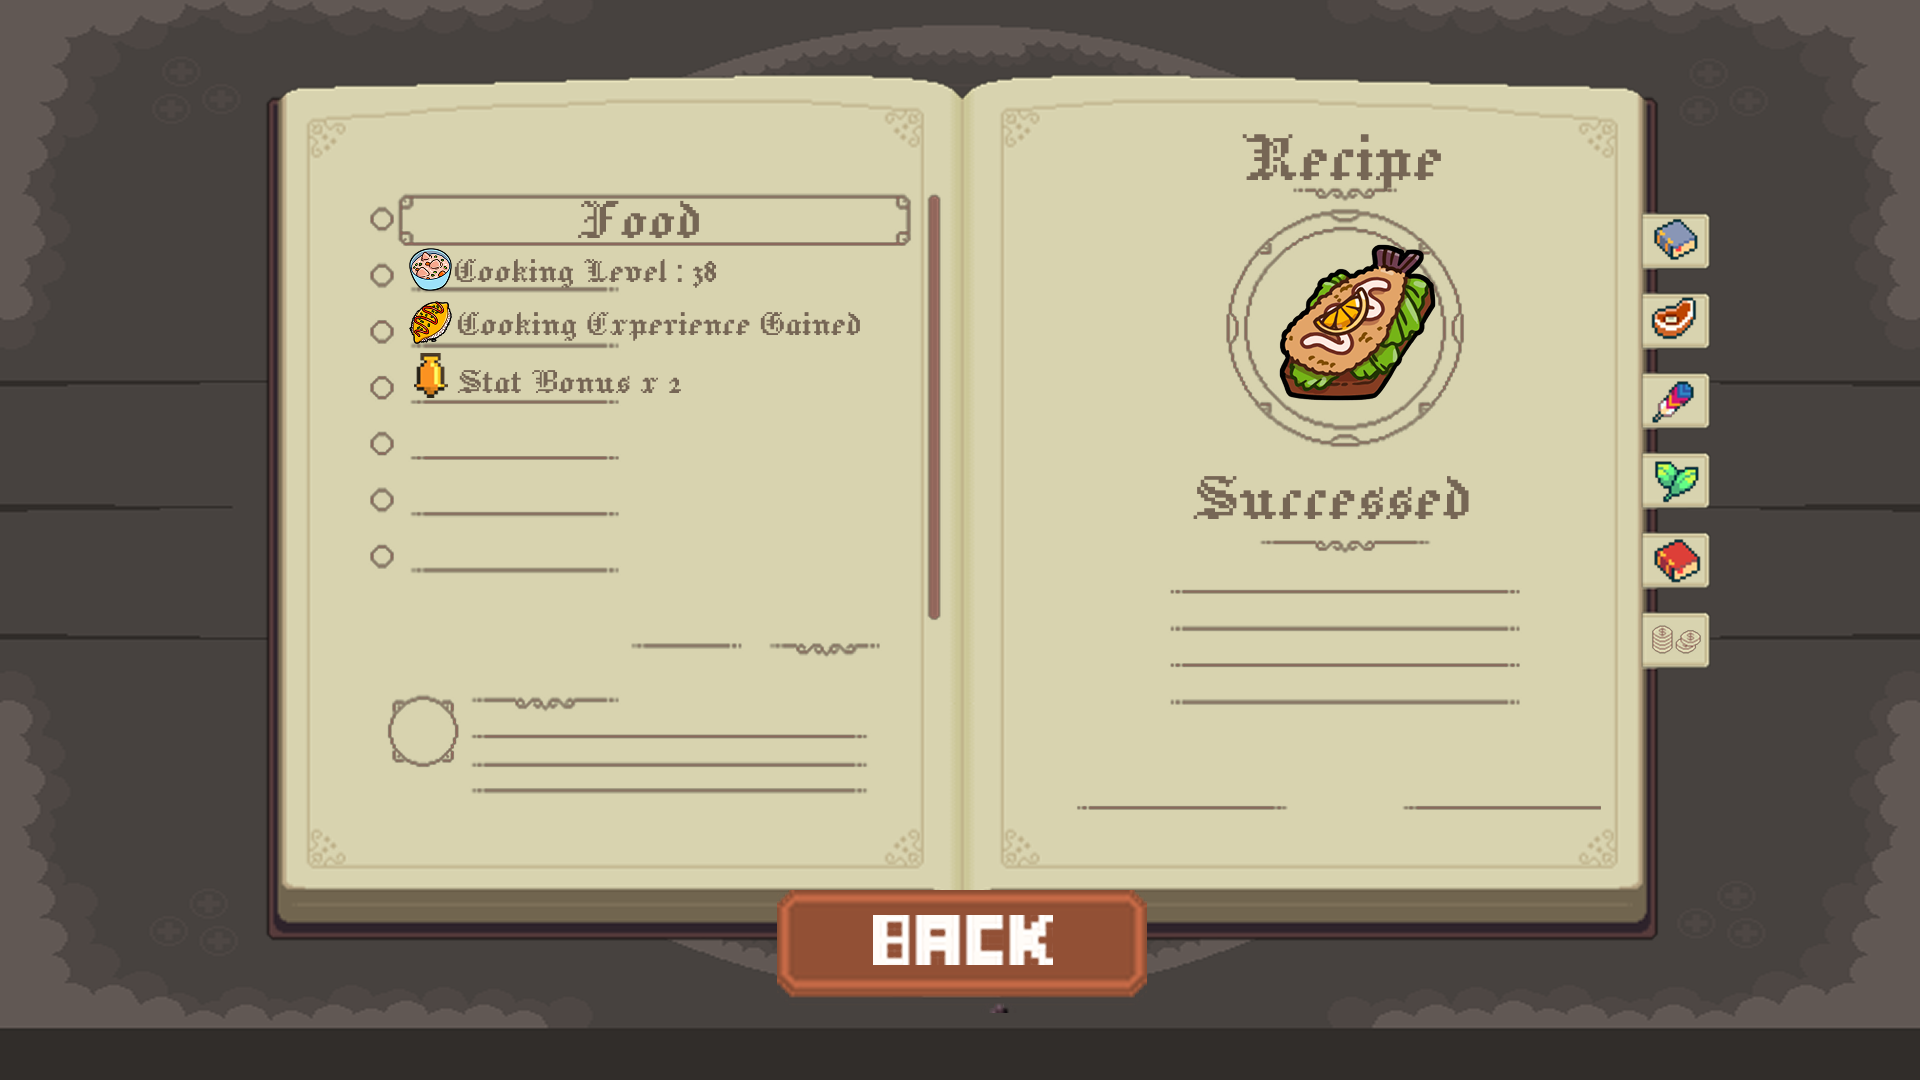 Food
Cooking Level : 38
Cooking Experience Gained
Stat Bonus x 2
Recipe
Successed
BACK